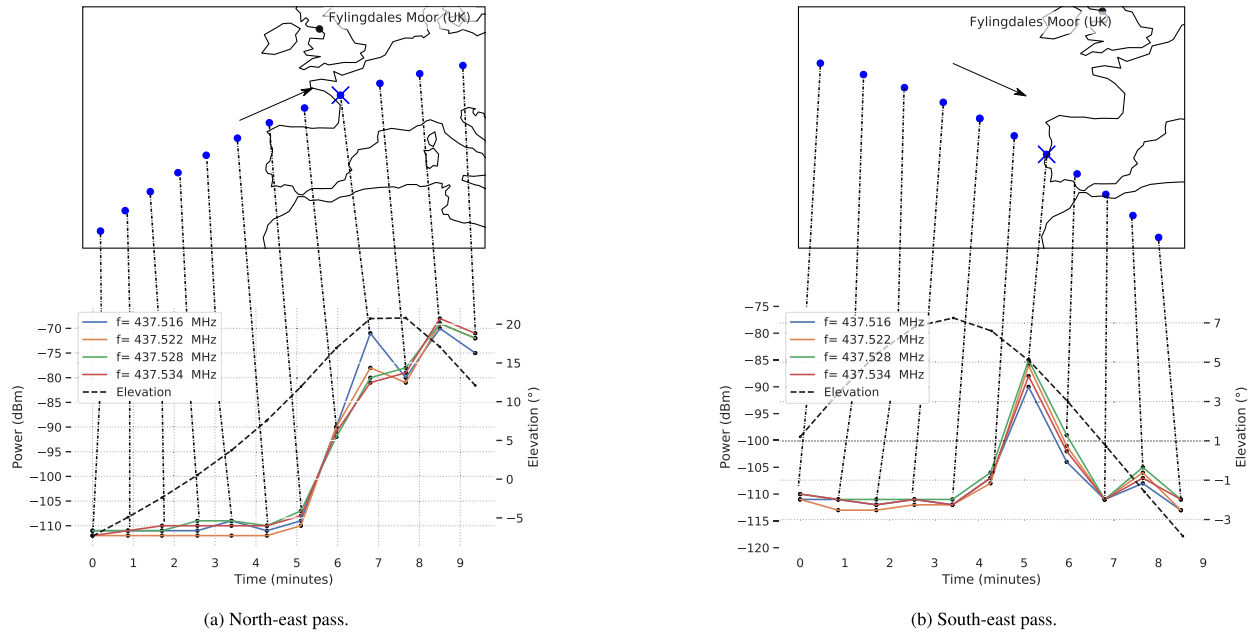 Fylingdales Moor (UK)
−70
−75
−80
−85
−90
−95
−100
−105
−110
Power (dBm)
f= 437.516 MHz
f= 437.522 MHz
f= 437.528 MHz
f= 437.534 MHz
Elevation
20
15
10
5
0
−5
Elevation (°)
0 1 2 3 4 5 6 7 8 9
Time (minutes)
(a) North-east pass.
Fylingdales Moor (UK)
−75
−80
−85
−90
−95
−100
−105
−110
−115
−120
Power (dBm)
f= 437.516 MHz
f= 437.522 MHz
f= 437.528 MHz
f= 437.534 MHz
Elevation
7
5
3
1
−1
−3
Elevation (°)
0 1 2 3 4 5 6 7 8 9
Time (minutes)
(b) South-east pass.